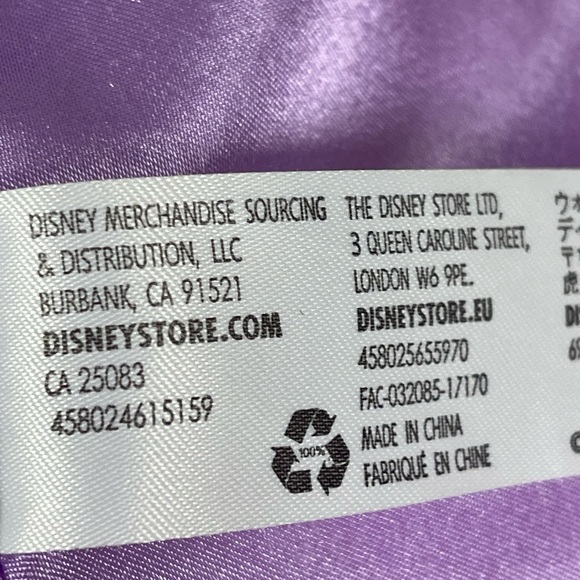 DISNEY MERCHANDISE SOURCING
& DISTRIBUTION, LLC
BURBANK, CA 91521
DISNEYSTORE.COM
CA 25083
458024615159
100%
THE DISNEY STORE LTD,
3 QUEEN CAROLINE STREET,
LONDON W6 9PE.
DISNEYSTORE.EU
458025655970
FAC-032085-17170
MADE IN CHINA
FABRIQUÉ EN CHINE